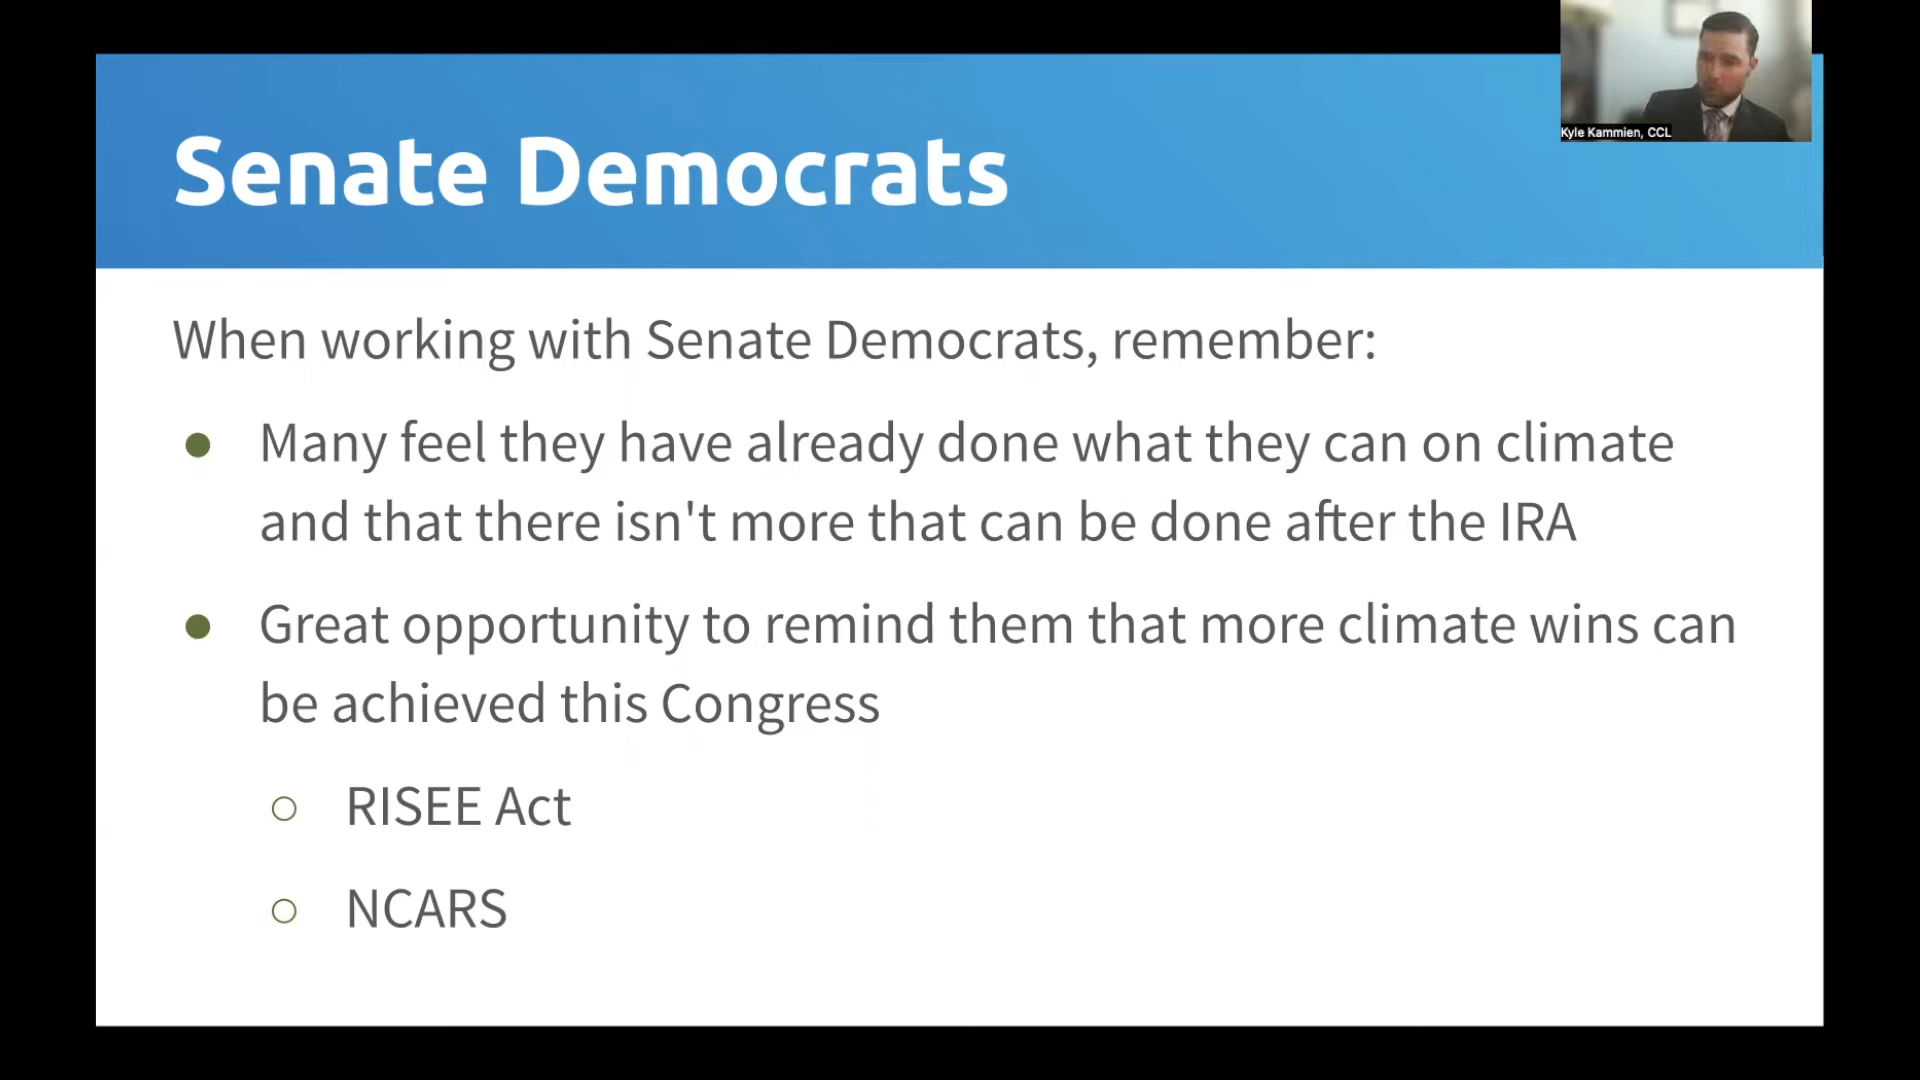 Kyle Kammien, CCL
Senate Democrats
When working with Senate Democrats, remember:
● Many feel they have already done what they can on climate
and that there isn't more that can be done after the IRA
● Great opportunity to remind them that more climate wins can
be achieved this Congress
○ RISEE Act
○ NCARS